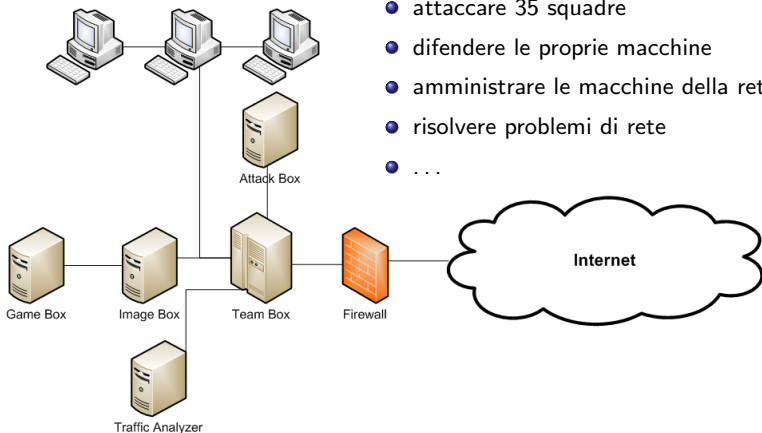 attaccare 35 squadre
difendere le proprie macchine
amministrare le macchine della ret
risolvere problemi di rete
. . .
Attack Box
Internet
Game Box
Image Box
Team Box
Firewall
Traffic Analyzer